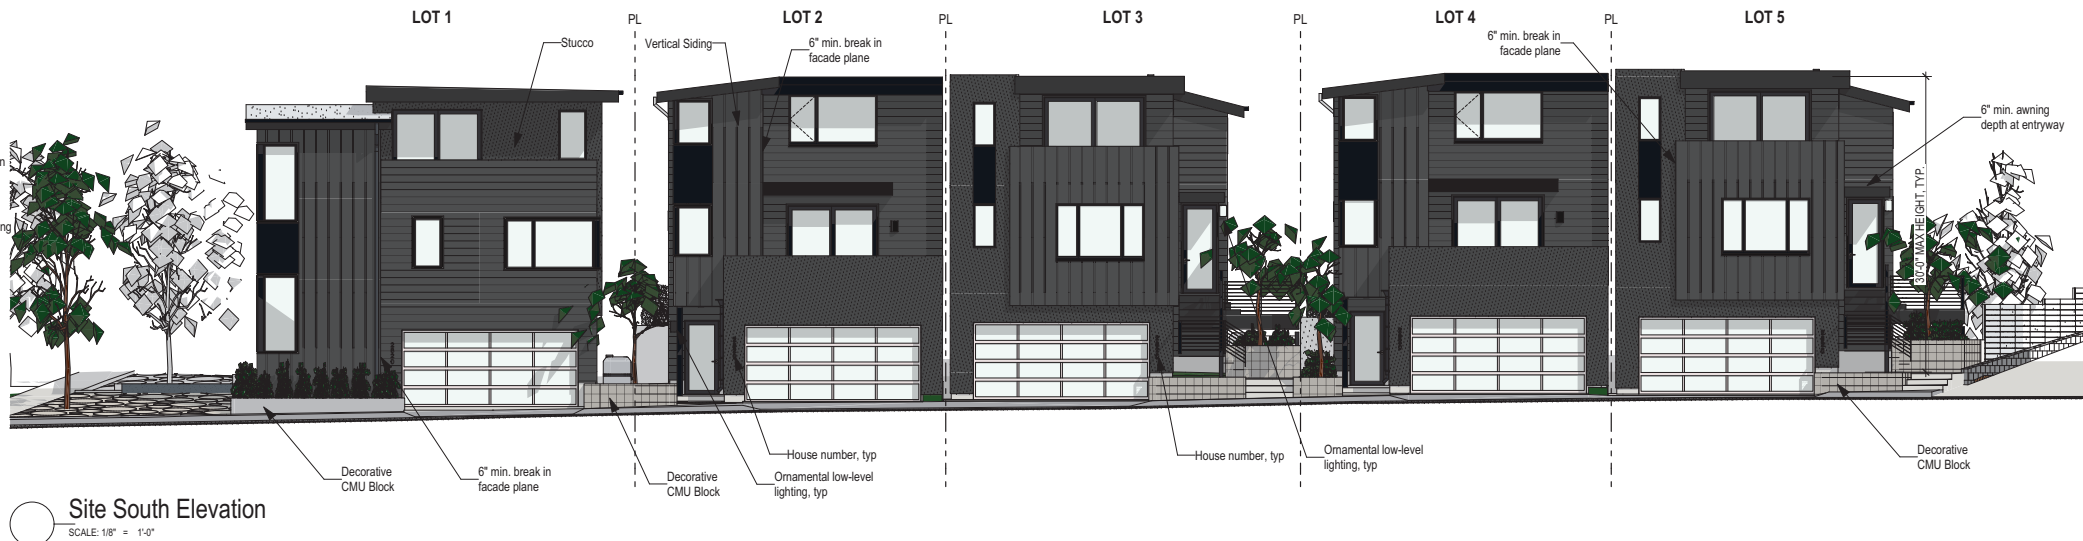 LOT 1
PL
LOT 2
PL
LOT 3
PL
LOT 4
PL
LOT 5
Stucco
Vertical Siding
6" min. break in
facade plane
6" min. break in
facade plane
6" min. awning
depth at entryway
30'-0" MAX HEIGHT, TYP.
n
ng
House number, typ
House number, typ
Ornamental low-level
lighting, typ
Decorative
CMU Block
Decorative
CMU Block
6" min. break in
facade plane
Decorative
CMU Block
Ornamental low-level
lighting, typ
Site South Elevation
SCALE: 1/8" = 1'-0"